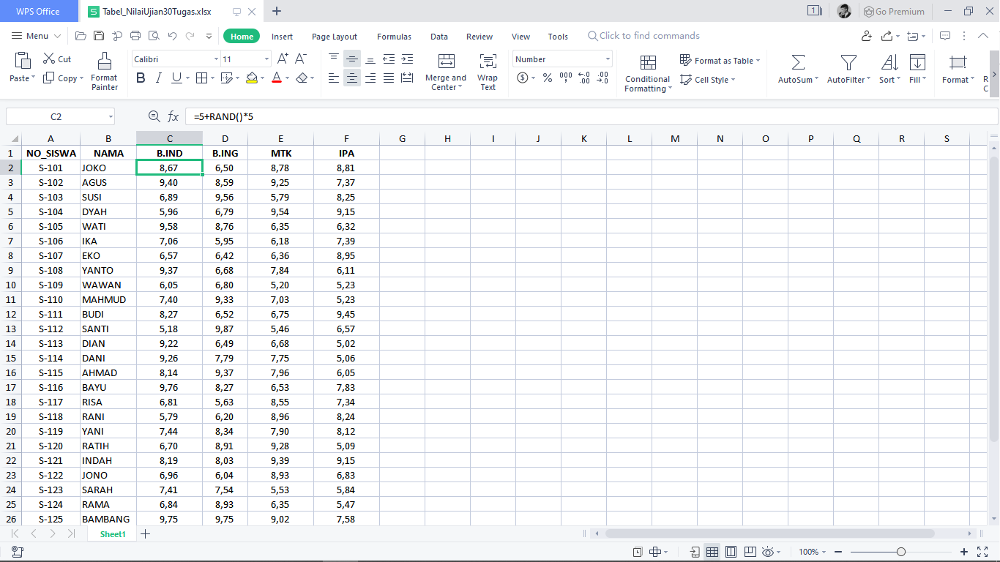 WPS Office Tabel_NilaiUjian30Tugas.xlsx 1 Go Premium
Menu Home Insert Page Layout Formulas Data Review View Tools Click to find commands
Paste Cut Copy Format Painter Calibri 11 Merge and Center Wrap Text Number Conditional Formatting Format as Table Cell Style AutoSum AutoFilter Sort Fill Format R C
C2 fx =5+RAND()*5
A B C D E F G H I J K L M N O P Q R S
1 NO_SISWA NAMA B.IND B.ING MTK IPA
2 S-101 JOKO 8,67 6,50 8,78 8,81
3 S-102 AGUS 9,40 8,59 9,25 7,37
4 S-103 SUSI 6,89 9,56 5,79 8,25
5 S-104 DYAH 5,96 6,79 9,54 9,15
6 S-105 WATI 9,58 8,76 6,35 6,32
7 S-106 IKA 7,06 5,95 6,18 7,39
8 S-107 EKO 6,57 6,42 6,36 8,95
9 S-108 YANTO 9,37 6,68 7,84 6,11
10 S-109 WAWAN 6,05 6,80 5,20 5,23
11 S-110 MAHMUD 7,40 9,33 7,03 5,23
12 S-111 BUDI 8,27 6,52 6,75 9,45
13 S-112 SANTI 5,18 9,87 5,46 6,57
14 S-113 DIAN 9,22 6,49 6,68 5,02
15 S-114 DANI 9,26 7,79 7,75 5,06
16 S-115 AHMAD 8,14 9,37 7,96 6,05
17 S-116 BAYU 9,76 8,27 6,53 7,83
18 S-117 RISA 6,81 5,63 8,55 7,34
19 S-118 RANI 5,79 6,20 8,96 8,24
20 S-119 YANI 7,44 8,34 7,90 8,12
21 S-120 RATIH 6,70 8,91 9,28 5,09
22 S-121 INDAH 8,19 8,03 9,39 9,15
23 S-122 JONO 6,96 6,04 8,93 6,83
24 S-123 SARAH 7,41 7,54 5,53 5,84
25 S-124 RAMA 6,84 8,93 6,35 5,47
26 S-125 BAMBANG 9,75 9,75 9,02 7,58
Sheet1
100%